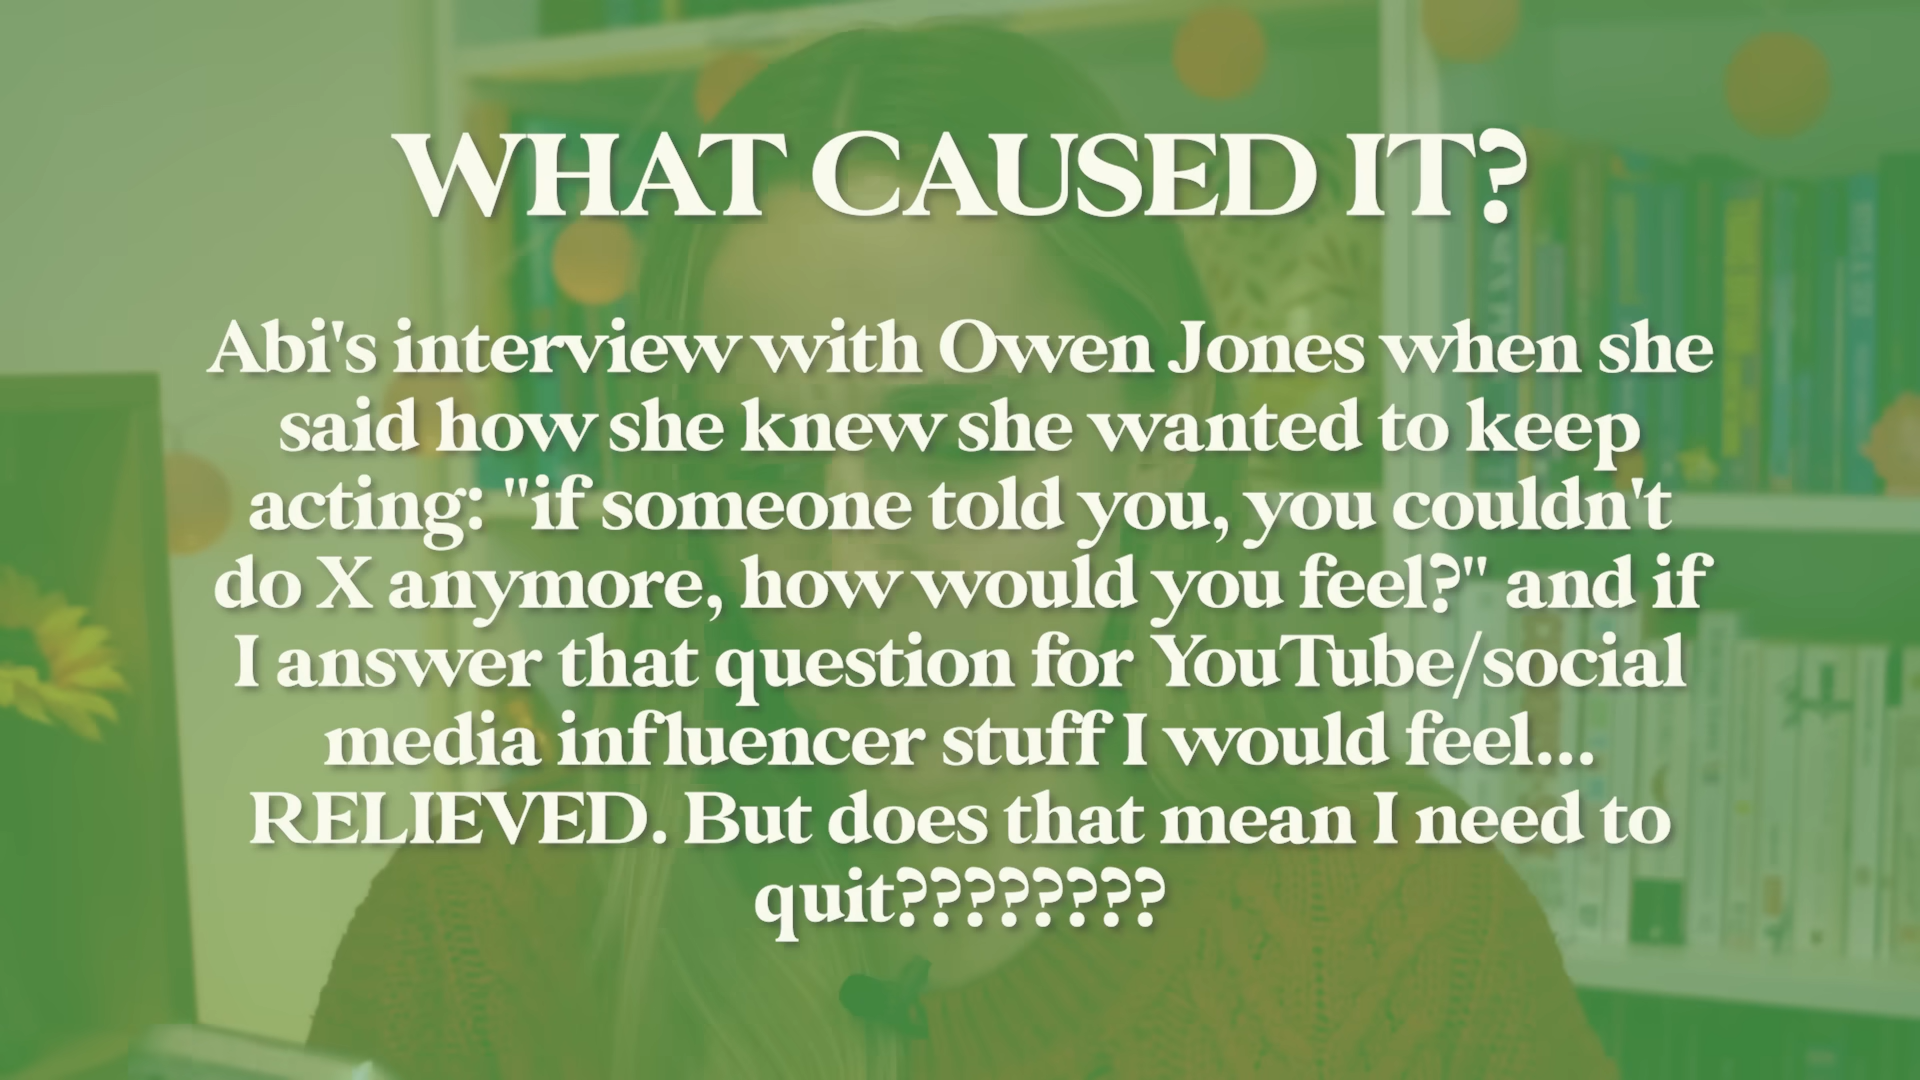 WHAT CAUSED IT?
Abi's interview with Owen Jones when she
said how she knew she wanted to keep
acting: "if someone told you, you couldn't
do X anymore, how would you feel?" and if
I answer that question for YouTube/social
media influencer stuff I would feel...
RELIEVED. But does that mean I need to
quit????????